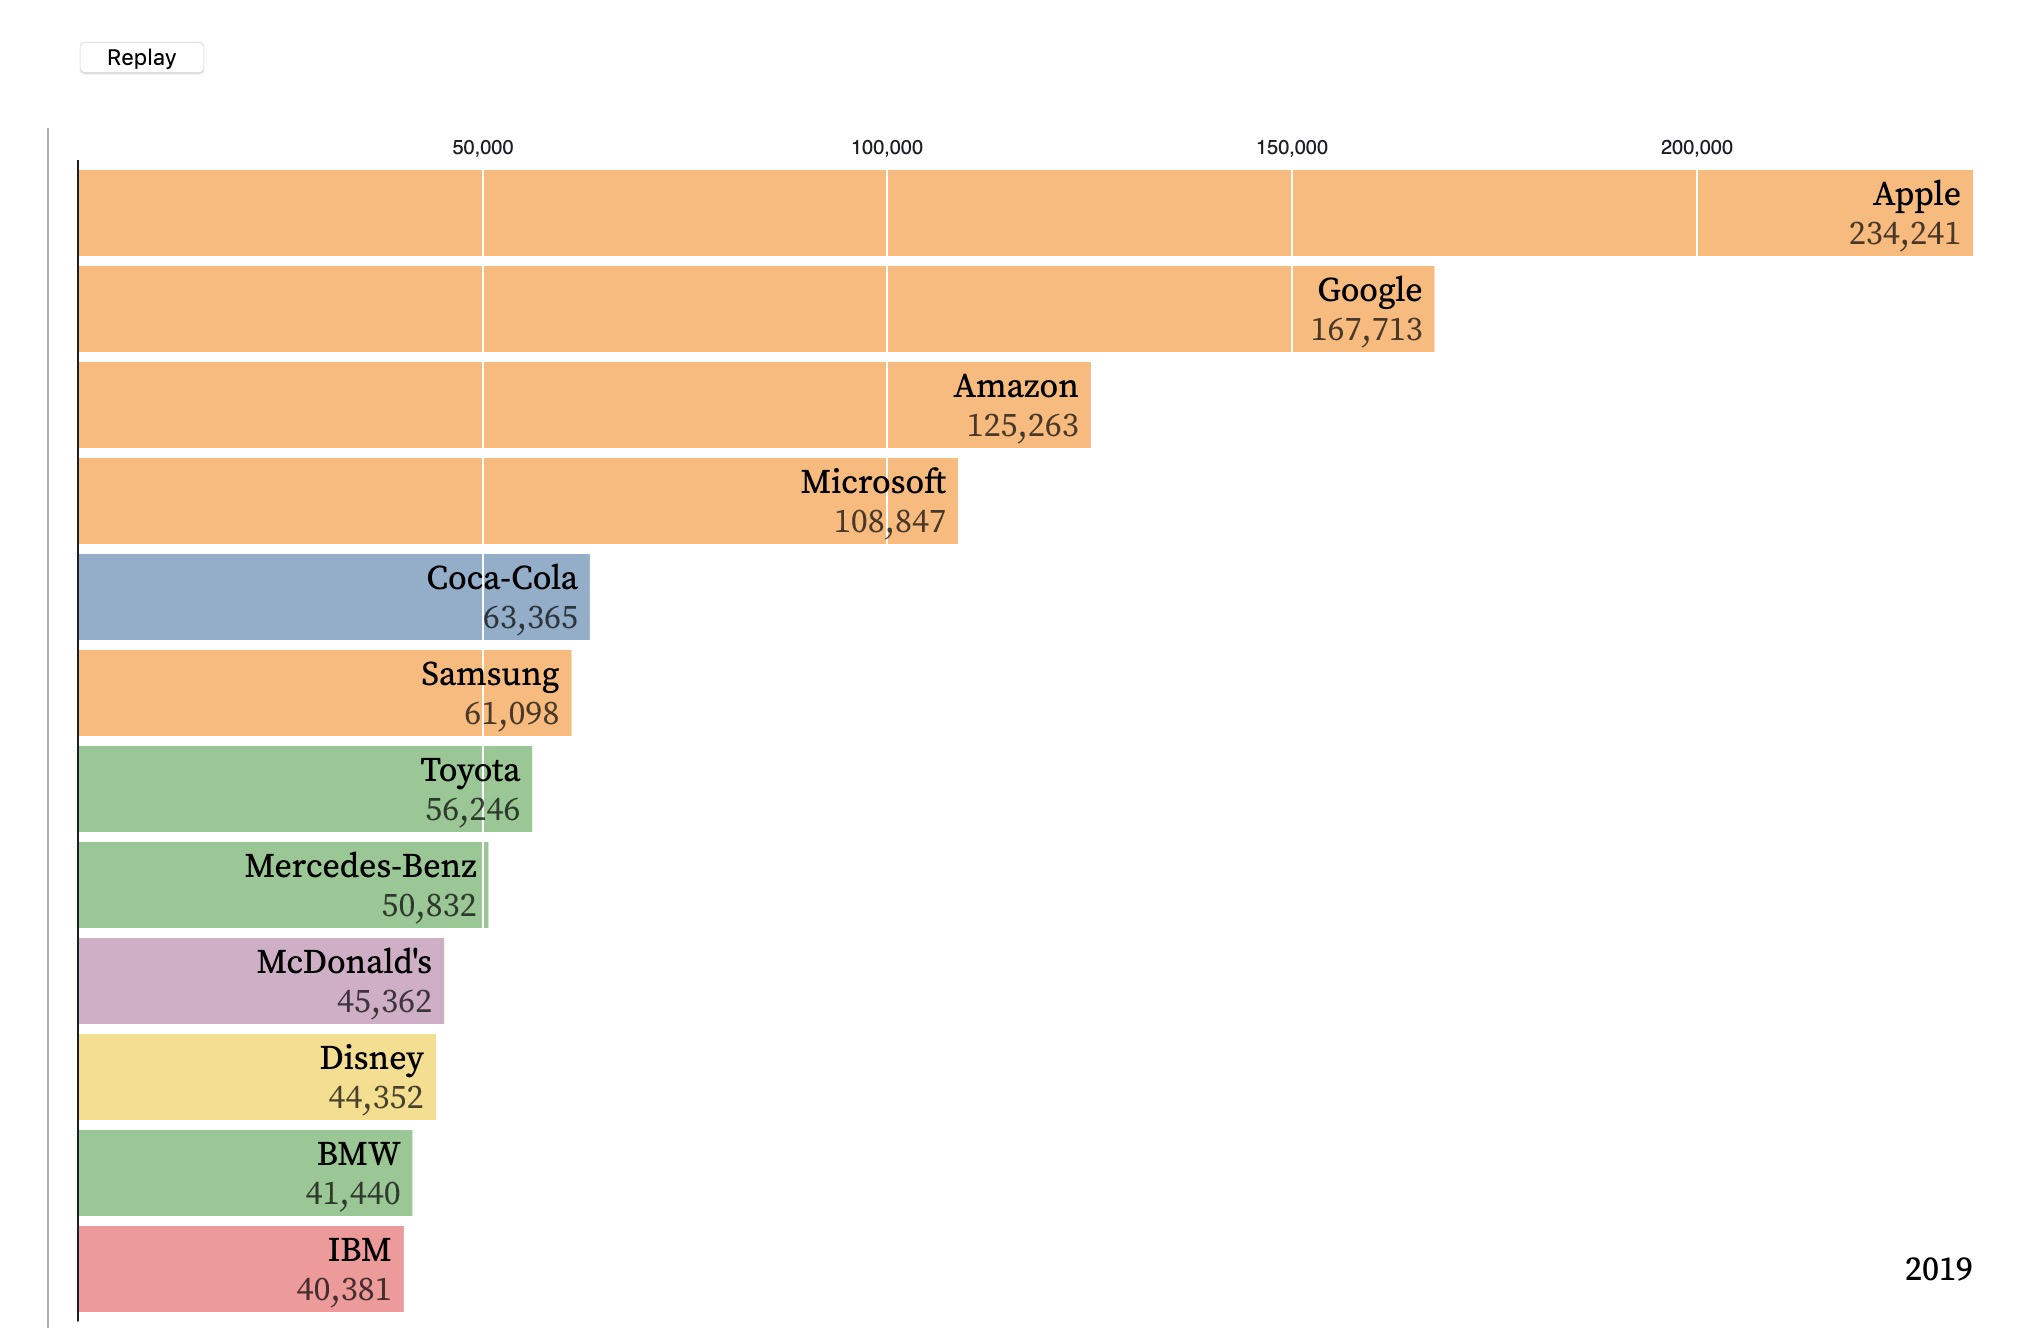 Replay
50,000 100,000 150,000 200,000
Apple
234,241
Google
167,713
Amazon
125,263
Microsoft
108,847
Coca-Cola
63,365
Samsung
61,098
Toyota
56,246
Mercedes-Benz
50,832
McDonald's
45,362
Disney
44,352
BMW
41,440
IBM
40,381
2019